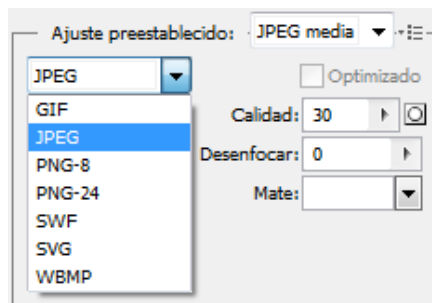 Ajuste preestablecido: JPEG media
JPEG
Optimizado
GIF
Calidad: 30
JPEG
PNG-8
Desenfocar: 0
PNG-24
Mate:
SWF
SVG
WBMP